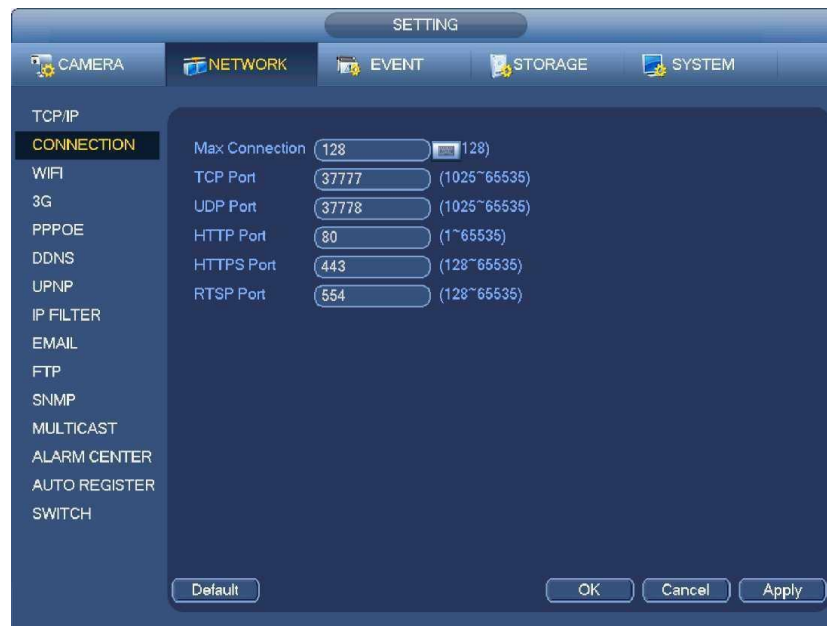 SETTING
CAMERA NETWORK EVENT STORAGE SYSTEM
TCP/IP
CONNECTION
WIFI
3G
PPPOE
DDNS
UPNP
IP FILTER
EMAIL
FTP
SNMP
MULTICAST
ALARM CENTER
AUTO REGISTER
SWITCH
Max Connection 128 128)
TCP Port 37777 (1025~65535)
UDP Port 37778 (1025~65535)
HTTP Port 80 (1~65535)
HTTPS Port 443 (128~65535)
RTSP Port 554 (128~65535)
Default OK Cancel Apply